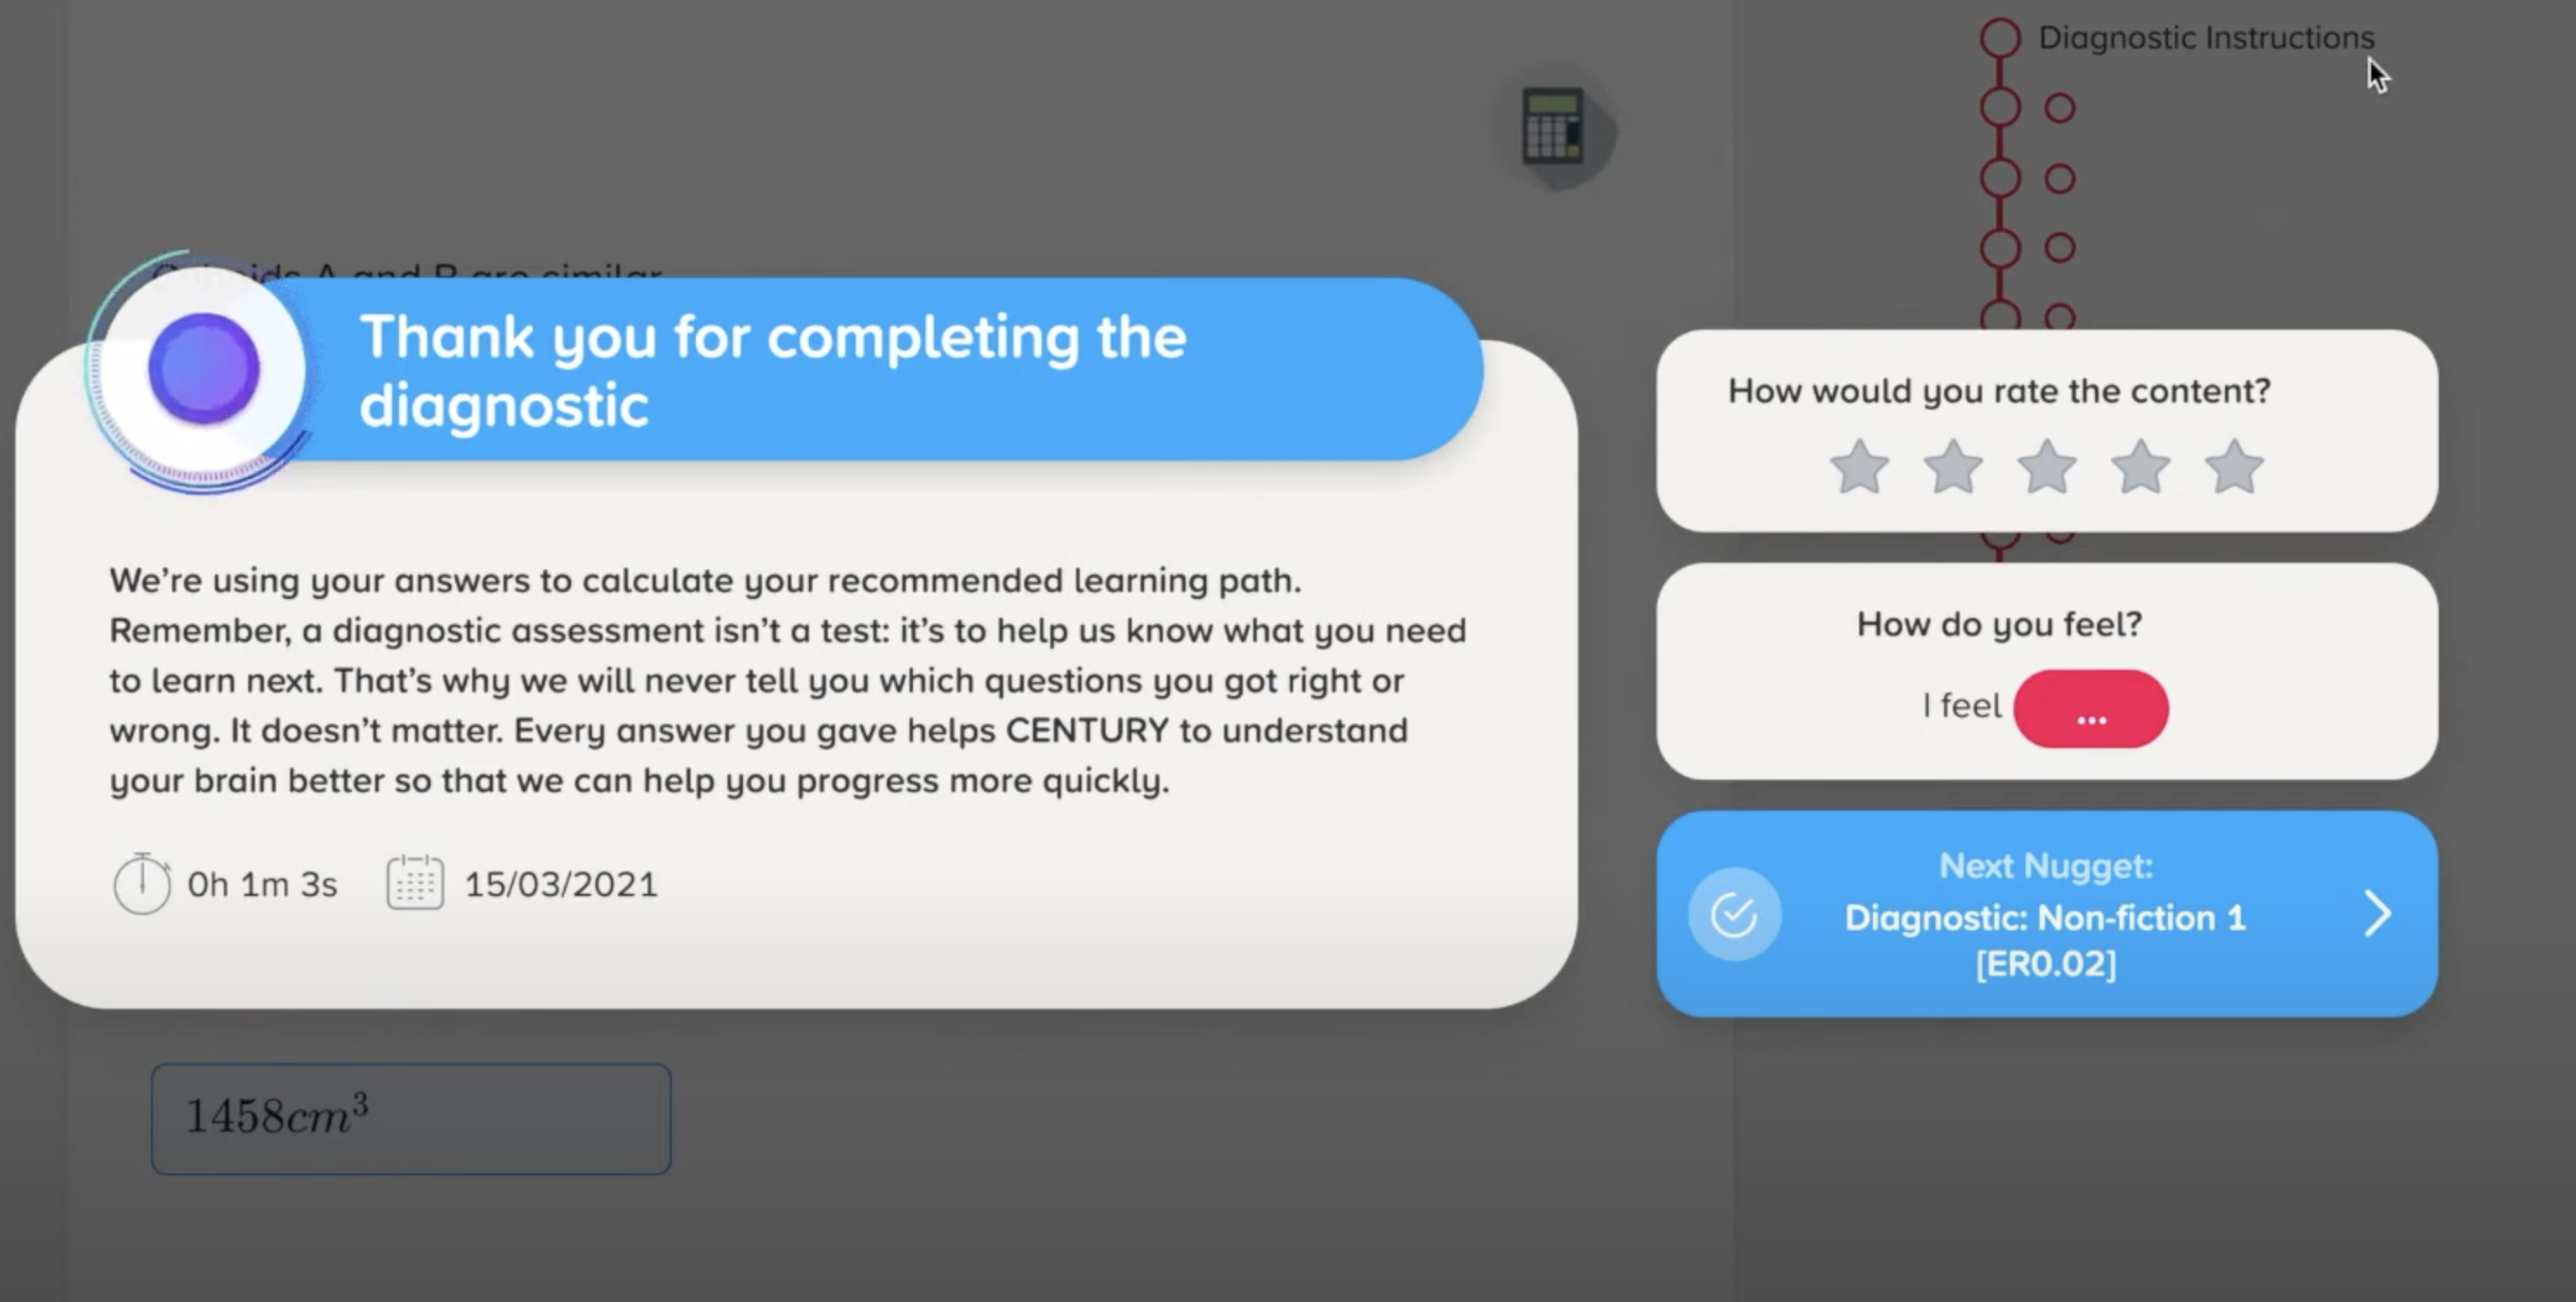 Diagnostic Instructions
Cuboids A and B are similar
Thank you for completing the
diagnostic
We're using your answers to calculate your recommended learning path.
Remember, a diagnostic assessment isn't a test: it's to help us know what you need
to learn next. That's why we will never tell you which questions you got right or
wrong. It doesn't matter. Every answer you gave helps CENTURY to understand
your brain better so that we can help you progress more quickly.
0h 1m 3s
15/03/2021
How would you rate the content?
How do you feel?
I feel ...
Next Nugget:
Diagnostic: Non-fiction 1
[ER0.02]
1458cm³